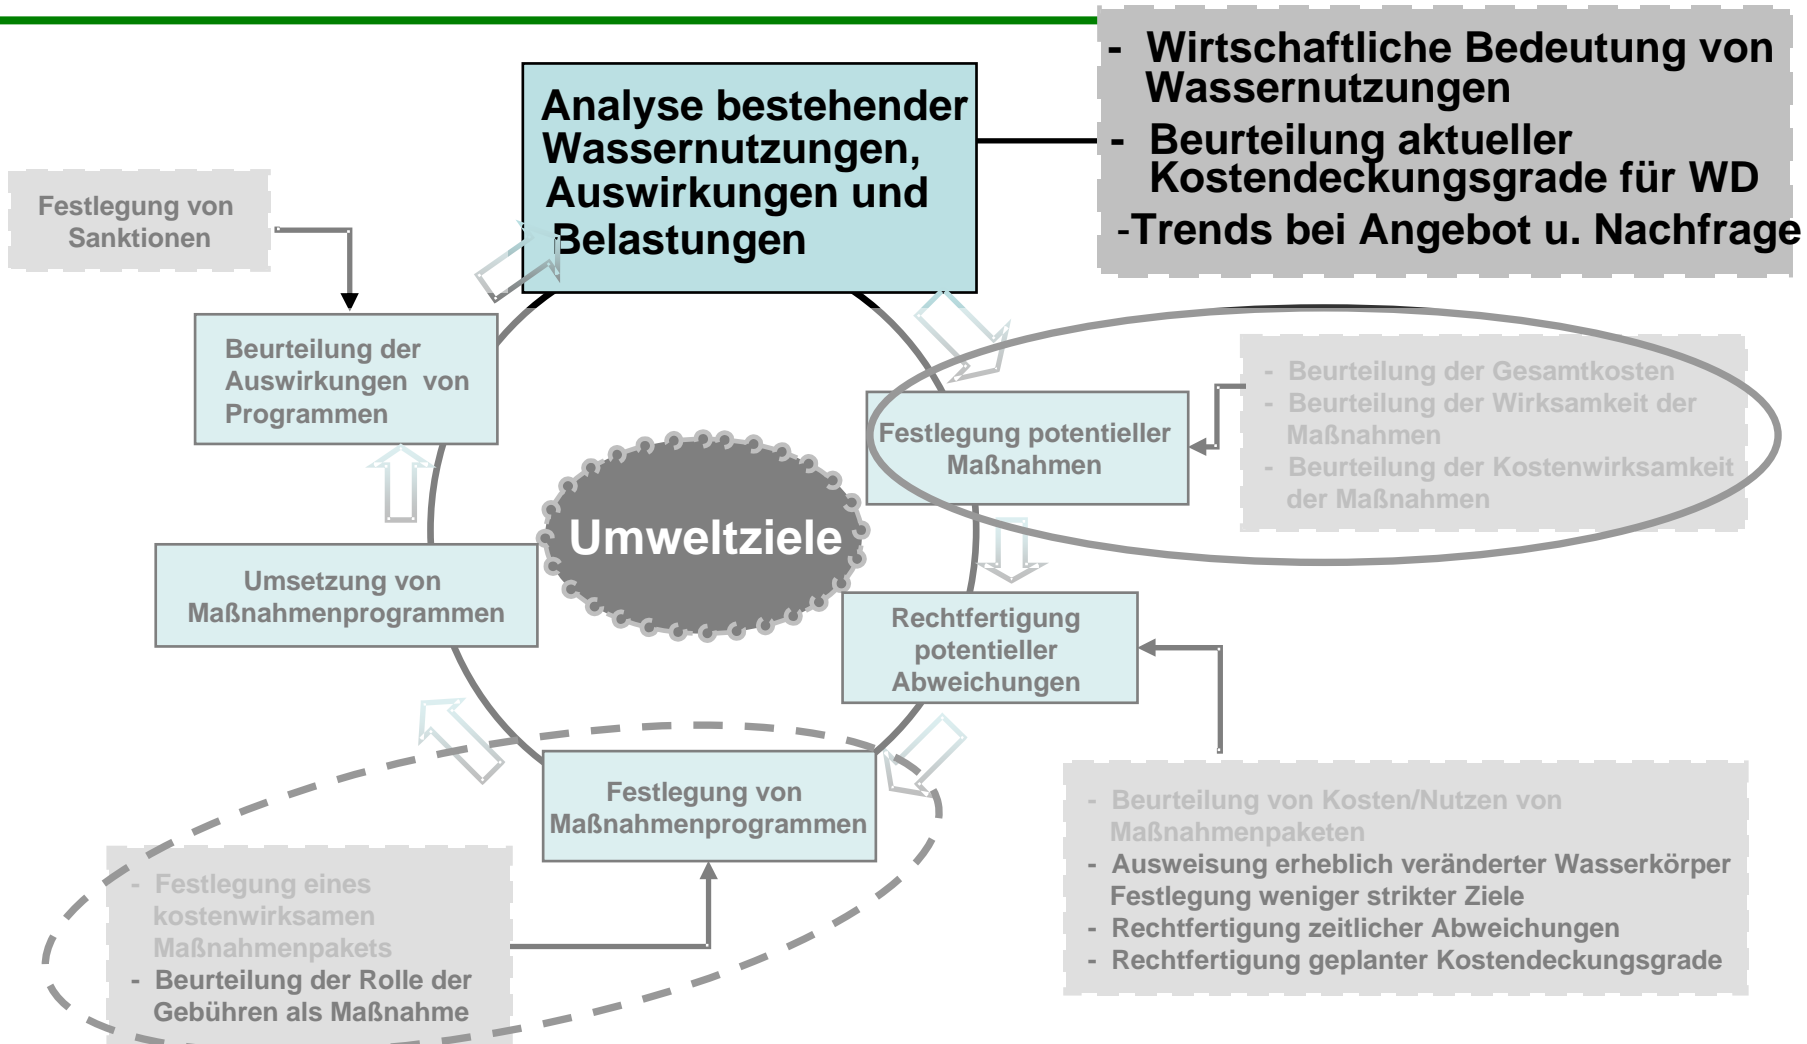 - Wirtschaftliche Bedeutung von
Wassernutzungen
- Beurteilung aktueller
Kostendeckungsgrade für WD
-Trends bei Angebot u. Nachfrage
Analyse bestehender
Wassernutzungen,
Auswirkungen und
Belastungen
Festlegung von
Sanktionen
Beurteilung der
Auswirkungen von
Programmen
- Beurteilung der Gesamtkosten
- Beurteilung der Wirksamkeit der
Maßnahmen
- Beurteilung der Kostenwirksamkeit
der Maßnahmen
Festlegung potentieller
Maßnahmen
Umweltziele
Umsetzung von
Maßnahmenprogrammen
Rechtfertigung
potentieller
Abweichungen
Festlegung von
Maßnahmenprogrammen
- Beurteilung von Kosten/Nutzen von
Maßnahmenpaketen
- Ausweisung erheblich veränderter Wasserkörper
Festlegung weniger strikter Ziele
- Rechtfertigung zeitlicher Abweichungen
- Rechtfertigung geplanter Kostendeckungsgrade
- Festlegung eines
kostenwirksamen
Maßnahmenpakets
- Beurteilung der Rolle der
Gebühren als Maßnahme